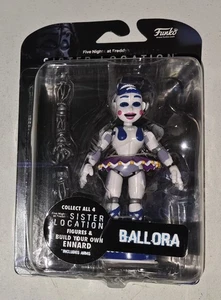 Funko
Five Nights at Freddy's
SISTER LOCATION
COLLECT ALL 4
SISTER
LOCATION
FIGURES &
BUILD YOUR OWN
ENNARD
*INCLUDES ARMS
BALLORA